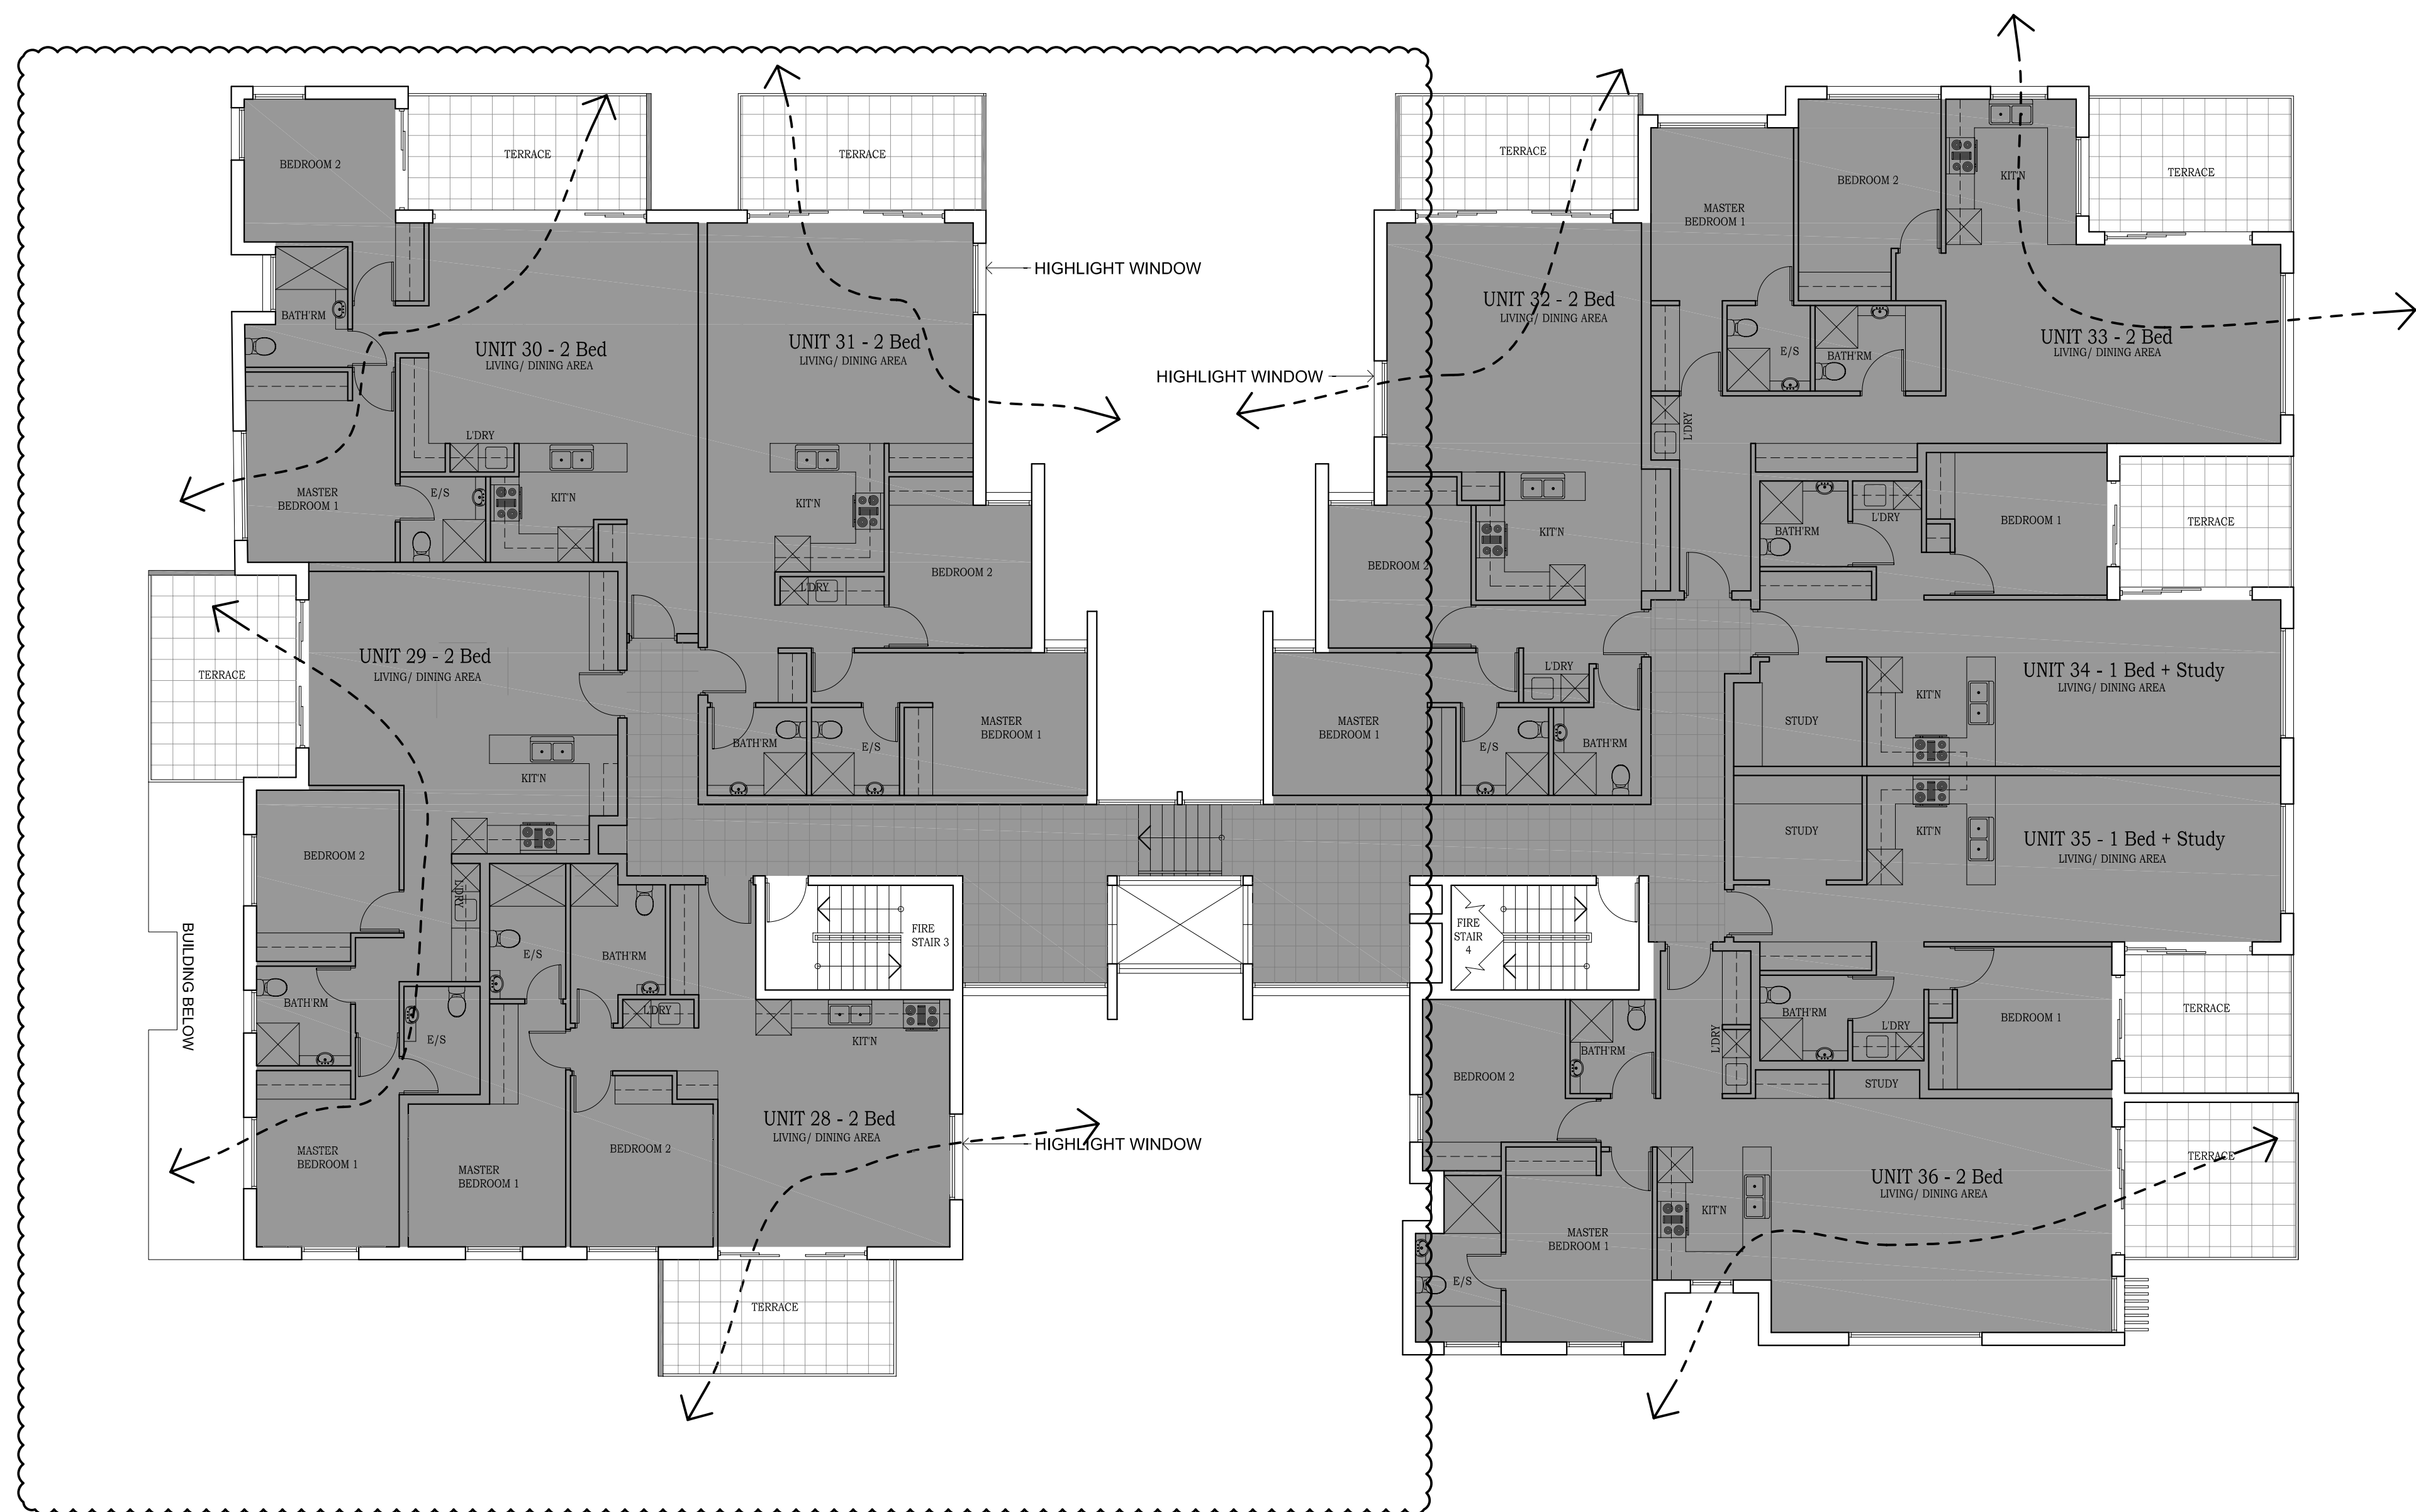 BEDROOM 2
TERRACE
TERRACE
HIGHLIGHT WINDOW
BATH'RM
UNIT 30 - 2 Bed
LIVING/ DINING AREA
UNIT 31 - 2 Bed
LIVING/ DINING AREA
L'DRY
MASTER
BEDROOM 1
E/S
KIT'N
KIT'N
L'DRY
BEDROOM 2
BATH'RM
E/S
MASTER
BEDROOM 1
TERRACE
UNIT 29 - 2 Bed
LIVING/ DINING AREA
KIT'N
BEDROOM 2
L'DRY
BATH'RM
E/S
MASTER
BEDROOM 1
BUILDING BELOW
E/S
BATH'RM
L'DRY
FIRE
STAIR 3
KIT'N
MASTER
BEDROOM 1
BEDROOM 2
UNIT 28 - 2 Bed
LIVING/ DINING AREA
HIGHLIGHT WINDOW
TERRACE
TERRACE
HIGHLIGHT WINDOW
UNIT 32 - 2 Bed
LIVING/ DINING AREA
KIT'N
BEDROOM 2
L'DRY
MASTER
BEDROOM 1
E/S
BATH'RM
MASTER
BEDROOM 1
BEDROOM 2
KIT'N
TERRACE
E/S
BATH'RM
L'DRY
UNIT 33 - 2 Bed
LIVING/ DINING AREA
BATH'RM
L'DRY
BEDROOM 1
TERRACE
STUDY
KIT'N
UNIT 34 - 1 Bed + Study
LIVING/ DINING AREA
STUDY
KIT'N
UNIT 35 - 1 Bed + Study
LIVING/ DINING AREA
BATH'RM
L'DRY
BEDROOM 1
TERRACE
FIRE
STAIR
4
BEDROOM 2
BATH'RM
L'DRY
STUDY
MASTER
BEDROOM 1
E/S
KIT'N
UNIT 36 - 2 Bed
LIVING/ DINING AREA
TERRACE